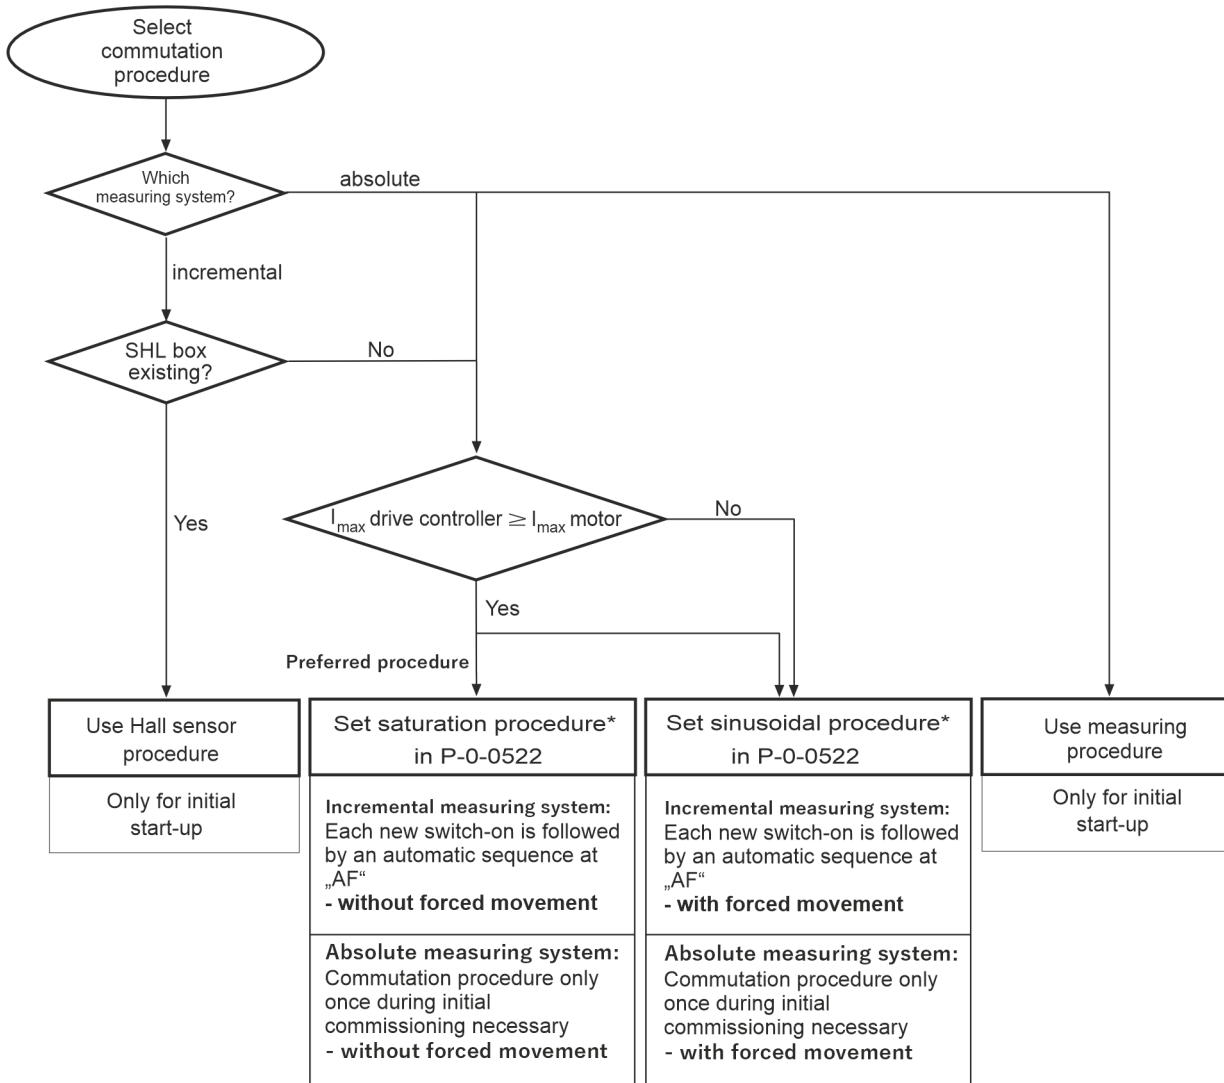 Select
commutation
procedure
Which
measuring system?
absolute
incremental
SHL box
existing?
No
Yes
Imax drive controller ≥ Imax motor
No
Yes
Preferred procedure
Use Hall sensor
procedure
Only for initial
start-up
Set saturation procedure*
in P-0-0522
Incremental measuring system:
Each new switch-on is followed
by an automatic sequence at
„AF“
- without forced movement
Absolute measuring system:
Commutation procedure only
once during initial
commissioning necessary
- without forced movement
Set sinusoidal procedure*
in P-0-0522
Incremental measuring system:
Each new switch-on is followed
by an automatic sequence at
„AF“
- with forced movement
Absolute measuring system:
Commutation procedure only
once during initial
commissioning necessary
- with forced movement
Use measuring
procedure
Only for initial
start-up